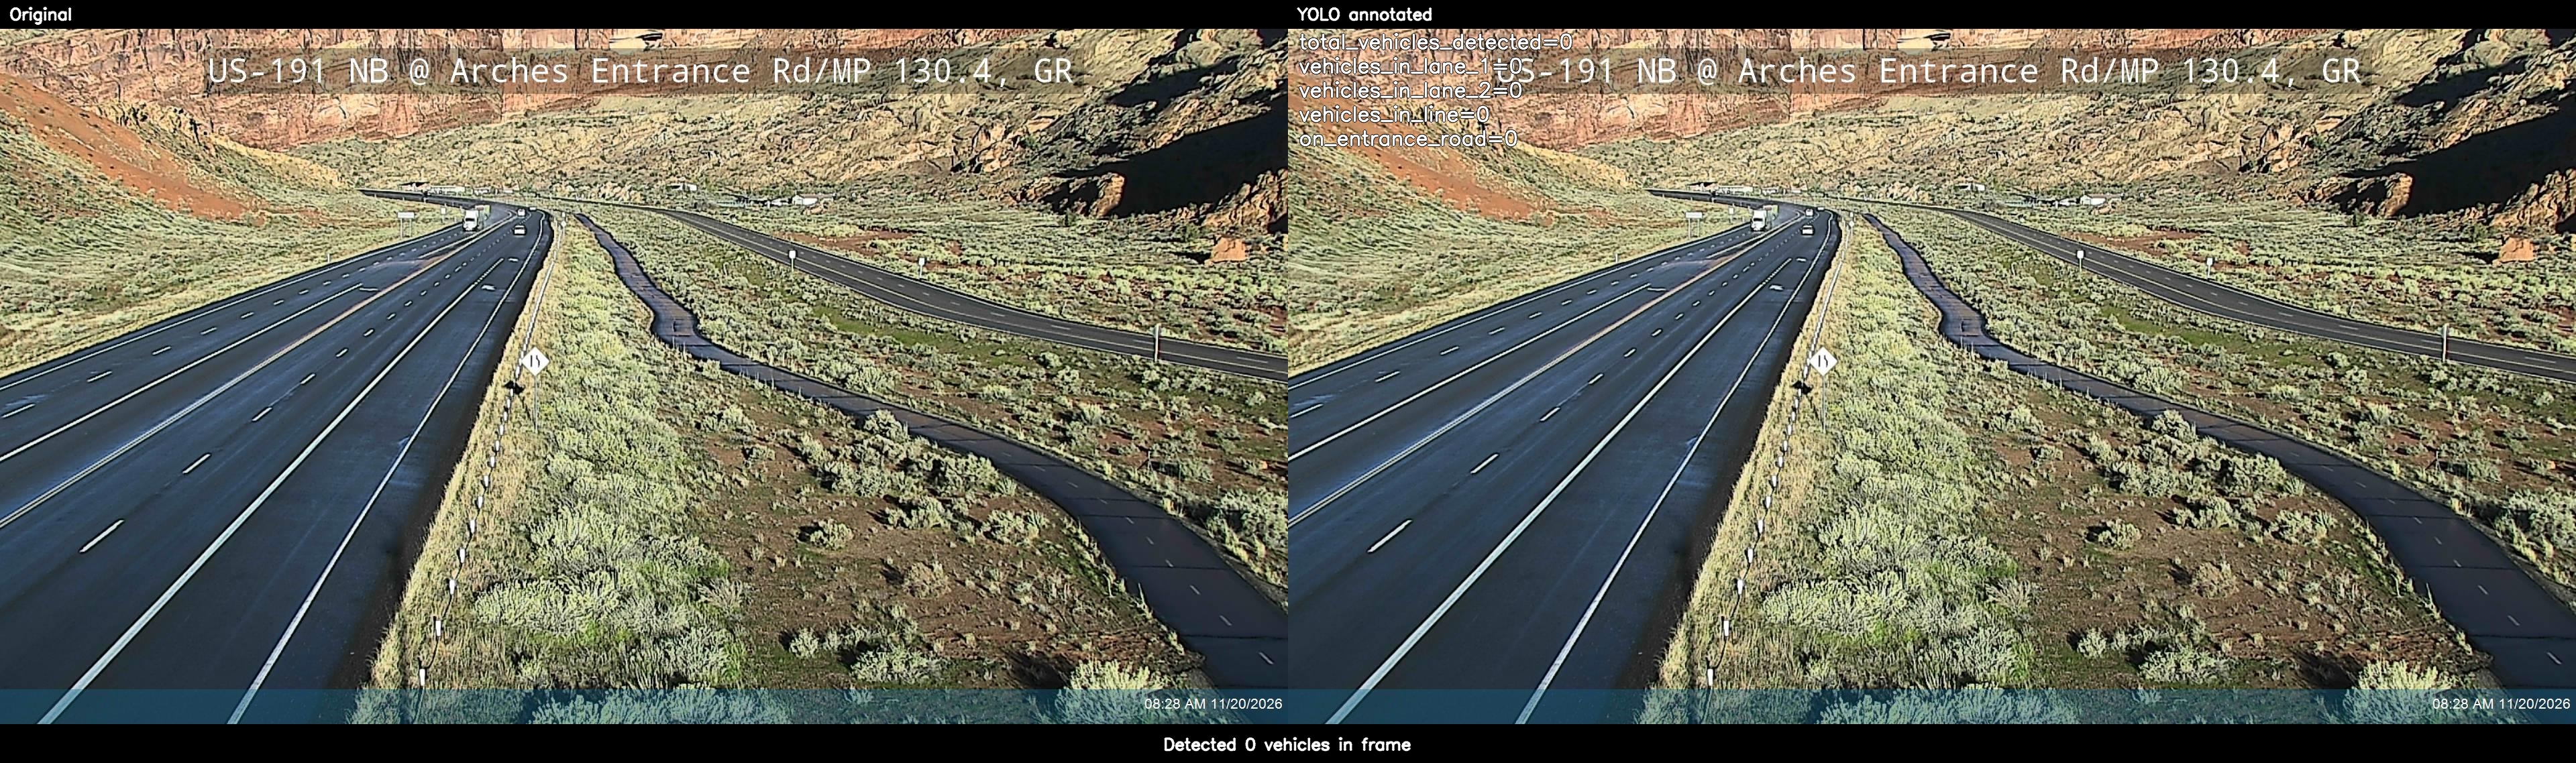 Original
US-191 NB @ Arches Entrance Rd/MP 130.4, GR
08:28 AM 11/20/2026
YOLO annotated
total_vehicles_detected=0
vehicles_in_lane_1=0
US-191 NB @ Arches Entrance Rd/MP 130.4, GR
vehicles_in_lane_2=0
vehicles_in_line=0
on_entrance_road=0
08:28 AM 11/20/2026
Detected 0 vehicles in frame